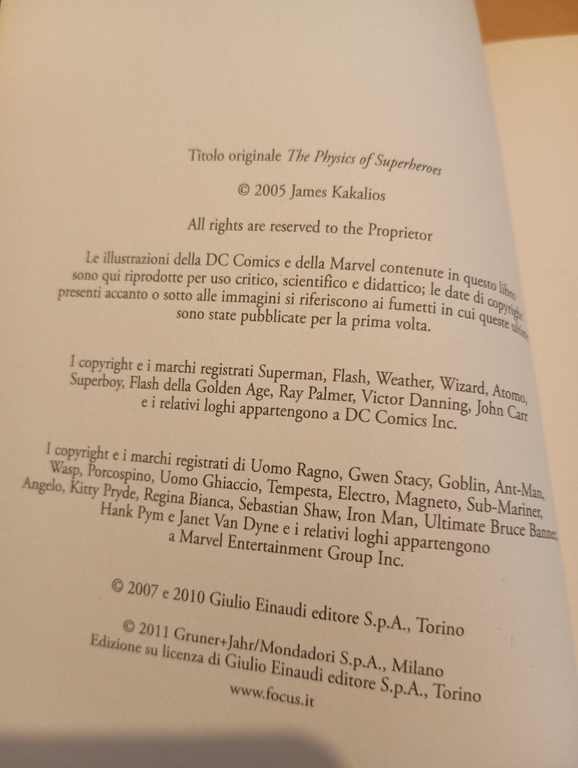 Titolo originale The Physics of Superheroes
© 2005 James Kakalios
All rights are reserved to the Proprietor
Le illustrazioni della DC Comics e della Marvel contenute in questo libro
sono qui riprodotte per uso critico, scientifico e didattico; le date di copyright
presenti accanto o sotto alle immagini si riferiscono ai fumetti in cui queste ultime
sono state pubblicate per la prima volta.
I copyright e i marchi registrati Superman, Flash, Weather, Wizard, Atomo,
Superboy, Flash della Golden Age, Ray Palmer, Victor Danning, John Carr
e i relativi loghi appartengono a DC Comics Inc.
I copyright e i marchi registrati di Uomo Ragno, Gwen Stacy, Goblin, Ant-Man,
Wasp, Porcospino, Uomo Ghiaccio, Tempesta, Electro, Magneto, Sub-Mariner,
Angelo, Kitty Pryde, Regina Bianca, Sebastian Shaw, Iron Man, Ultimate Bruce Banner,
Hank Pym e Janet Van Dyne e i relativi loghi appartengono
a Marvel Entertainment Group Inc.
© 2007 e 2010 Giulio Einaudi editore S.p.A., Torino
© 2011 Gruner+Jahr/Mondadori S.p.A., Milano
Edizione su licenza di Giulio Einaudi editore S.p.A., Torino
www.focus.it